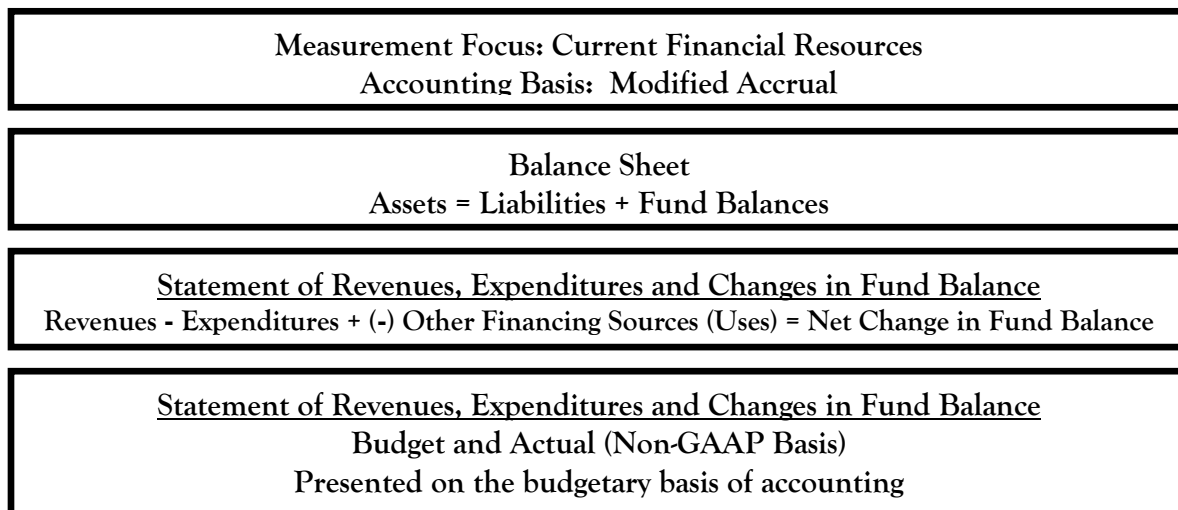 Measurement Focus: Current Financial Resources
Accounting Basis:  Modified Accrual
Balance Sheet
Assets = Liabilities + Fund Balances
Statement of Revenues, Expenditures and Changes in Fund Balance
Revenues - Expenditures + (-) Other Financing Sources (Uses) = Net Change in Fund Balance
Statement of Revenues, Expenditures and Changes in Fund Balance
Budget and Actual (Non-GAAP Basis)
Presented on the budgetary basis of accounting